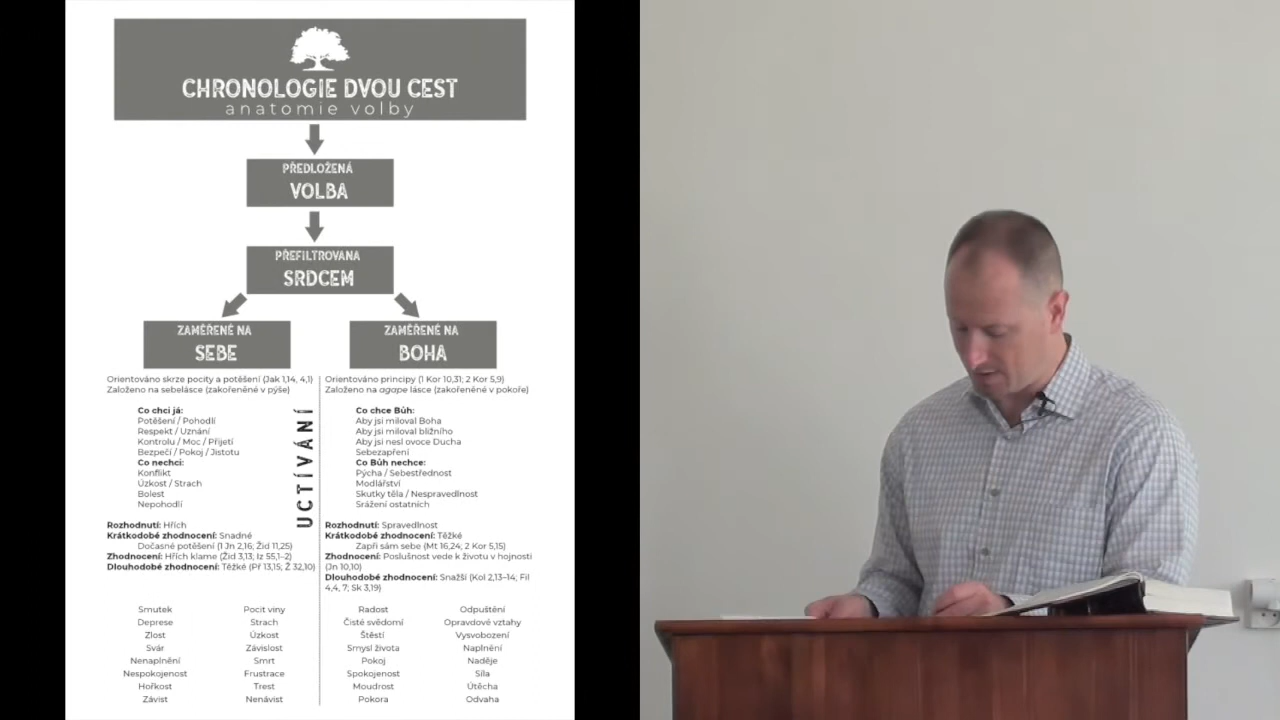 CHRONOLOGIE DVOU CEST
anatomie volby
PŘEDLOŽENÁ
VOLBA
PŘEFILTROVANA
SRDCEM
ZAMĚŘENÉ NA
SEBE
Orientováno skrze pocity a potěšení (Jak 1,14, 4,1)
Založeno na sebelásce (zakořeněné v pýše)
Co chci já:
Potěšení / Pohodlí
Respekt / Uznání
Kontrolu / Moc / Přijetí
Bezpečí / Pokoj / Jistotu
Co nechci:
Konflikt
Úzkost / Strach
Bolest
Nepohodlí
Rozhodnutí: Hřích
Krátkodobé zhodnocení: Snadné
Dočasné potěšení (1 Jn 2,16; Žid 11,25)
Zhodnocení: Hřích klame (Žid 3,13; Iz 55,1–2)
Dlouhodobé zhodnocení: Těžké (Př 13,15; Ž 32,10)
Smutek Pocit viny
Deprese Strach
Zlost Úzkost
Svár Závislost
Nenaplnění Smrt
Nespokojenost Frustrace
Hořkost Trest
Závist Nenávist
UCTÍVÁNÍ
ZAMĚŘENÉ NA
BOHA
Orientováno principy (1 Kor 10,31; 2 Kor 5,9)
Založeno na agape lásce (zakořeněné v pokoře)
Co chce Bůh:
Aby jsi miloval Boha
Aby jsi miloval bližního
Aby jsi nesl ovoce Ducha
Sebezapření
Co Bůh nechce:
Pýcha / Sebestřednost
Modlářství
Skutky těla / Nespravedlnost
Srážení ostatních
Rozhodnutí: Spravedlnost
Krátkodobé zhodnocení: Těžké
Zapři sám sebe (Mt 16,24; 2 Kor 5,15)
Zhodnocení: Poslušnost vede k životu v hojnosti
(Jn 10,10)
Dlouhodobé zhodnocení: Snažší (Kol 2,13–14; Fil
4,4, 7; Sk 3,19)
Radost Odpuštění
Čisté svědomí Opravdové vztahy
Štěstí Vysvobození
Smysl života Naplnění
Pokoj Naděje
Spokojenost Síla
Moudrost Útěcha
Pokora Odvaha